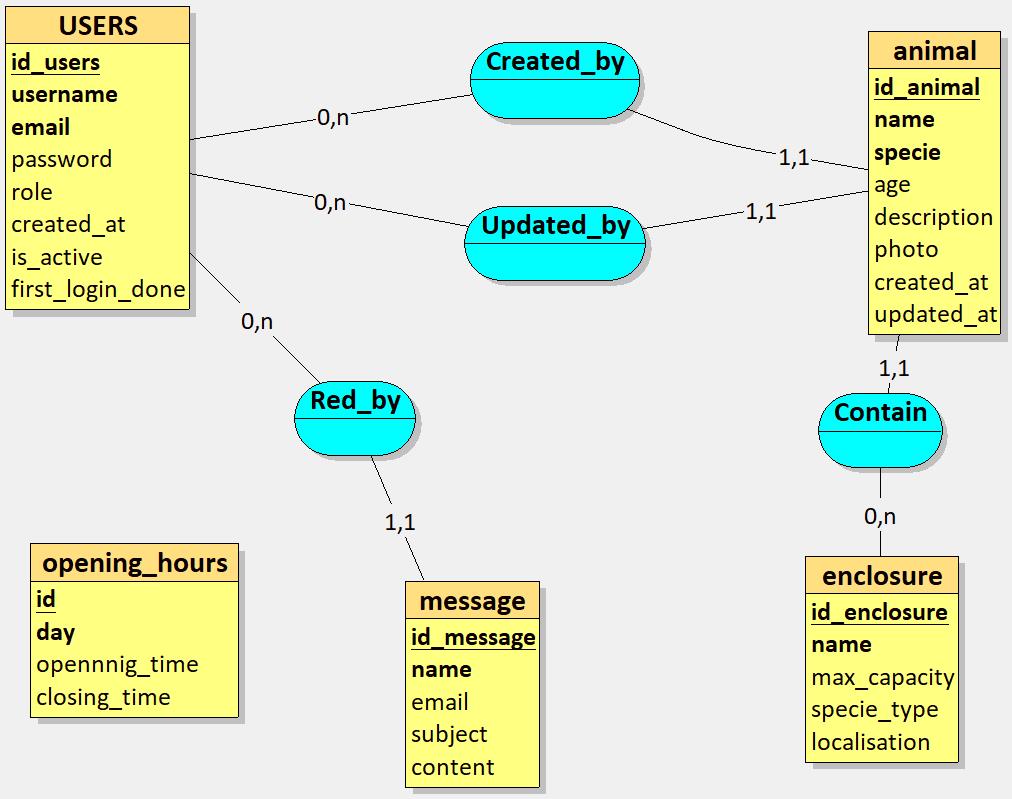 USERS
id_users
username
email
password
role
created_at
is_active
first_login_done
0,n
Created_by
1,1
0,n
Updated_by
1,1
animal
id_animal
name
specie
age
description
photo
created_at
updated_at
0,n
Red_by
1,1
1,1
Contain
0,n
opening_hours
id
day
opennnig_time
closing_time
message
id_message
name
email
subject
content
enclosure
id_enclosure
name
max_capacity
specie_type
localisation